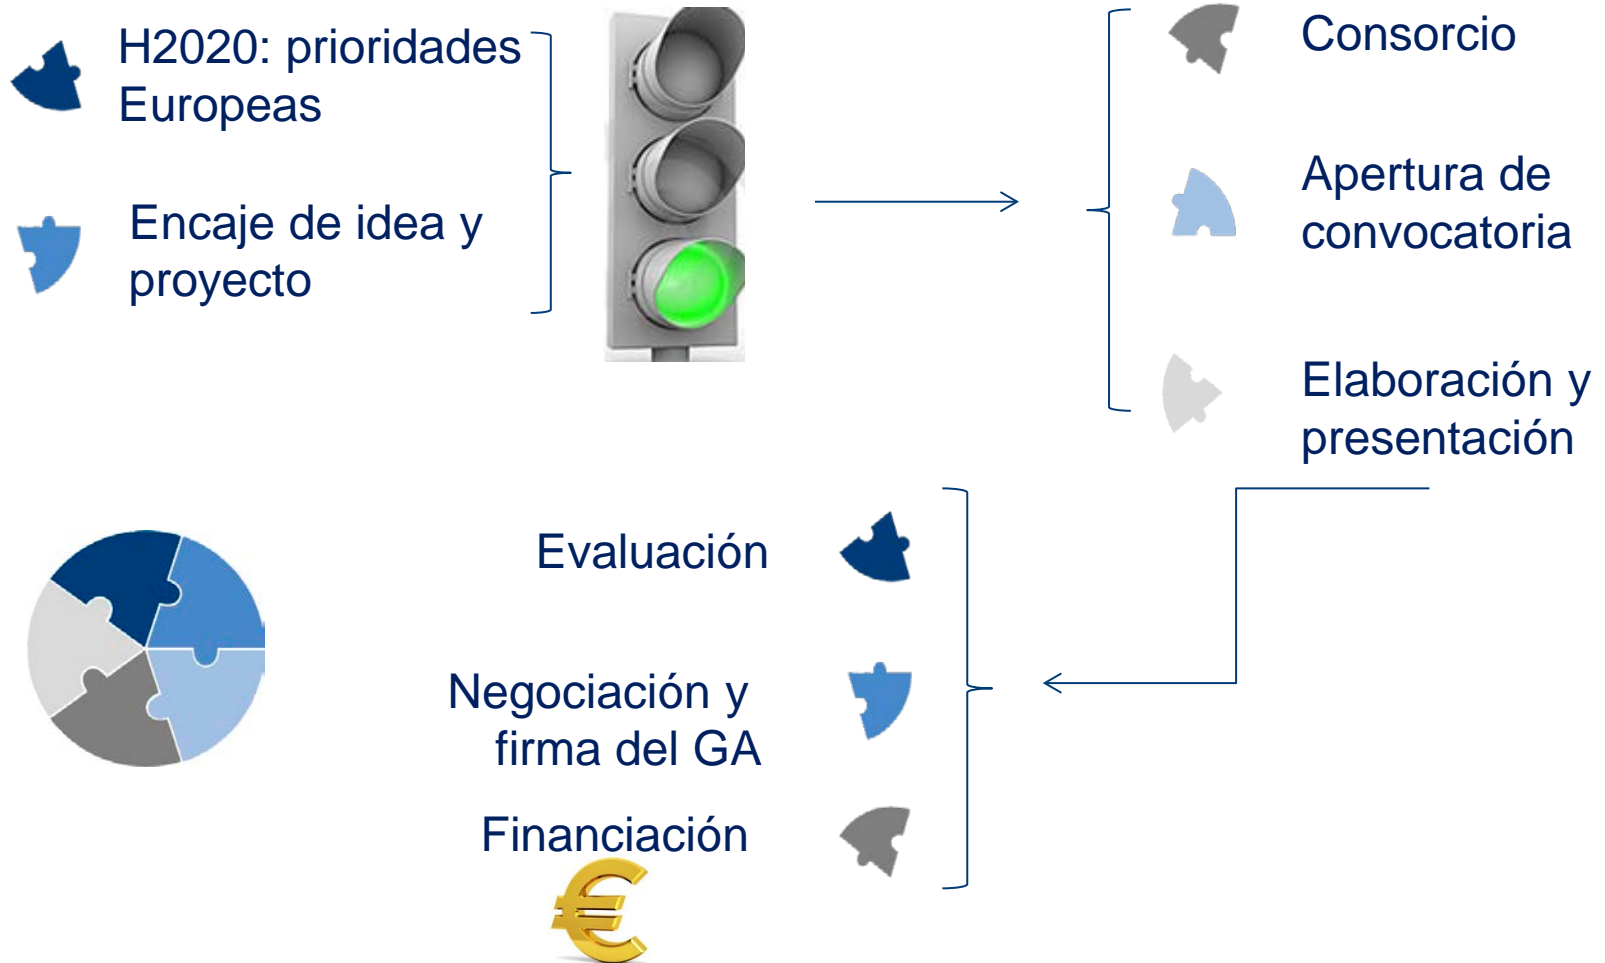 H2020: prioridades
Europeas
Encaje de idea y
proyecto
Consorcio
Apertura de
convocatoria
Elaboración y
presentación
Evaluación
Negociación y
firma del GA
Financiación
€